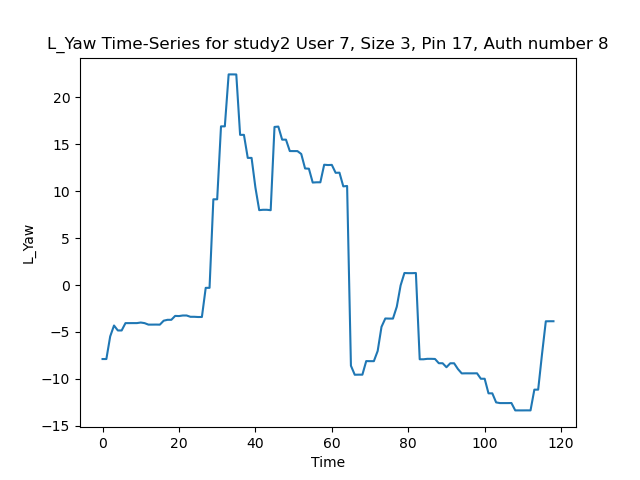 L_Yaw Time-Series for study2 User 7, Size 3, Pin 17, Auth number 8
20
15
10
5
0
−5
−10
−15
L_Yaw
0 20 40 60 80 100 120
Time